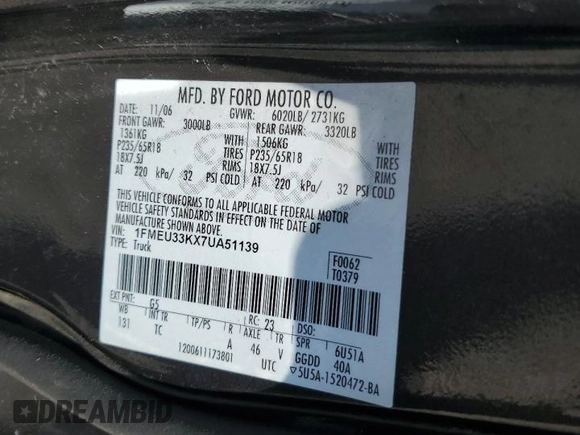 MFD. BY FORD MOTOR CO.
DATE: 11/06 GVWR: 6020LB/ 2731KG
FRONT GAWR: 3000LB REAR GAWR: 3320LB
1361KG WITH 1506KG WITH
P235/65R18 TIRES P235/65R18 TIRES
18X7.5J RIMS 18X7.5J RIMS
AT 220 kPa/ 32 PSI COLD AT 220 kPa/ 32 PSI COLD
THIS VEHICLE CONFORMS TO ALL APPLICABLE FEDERAL MOTOR
VEHICLE SAFETY STANDARDS IN EFFECT ON THE DATE OF
MANUFACTURE SHOWN ABOVE.
VIN: 1FMEU33KX7UA51139
TYPE: Truck
F0062
T0379
EXT PNT: G5 RC: 23 DSO:
WB INT TR TP/PS R AXLE TR SPR 6U51A
131 TC A 46 V GGDD 40A
1200611173801 UTC ▽5U5A-1520472-BA
DREAMBID
dreambid.com